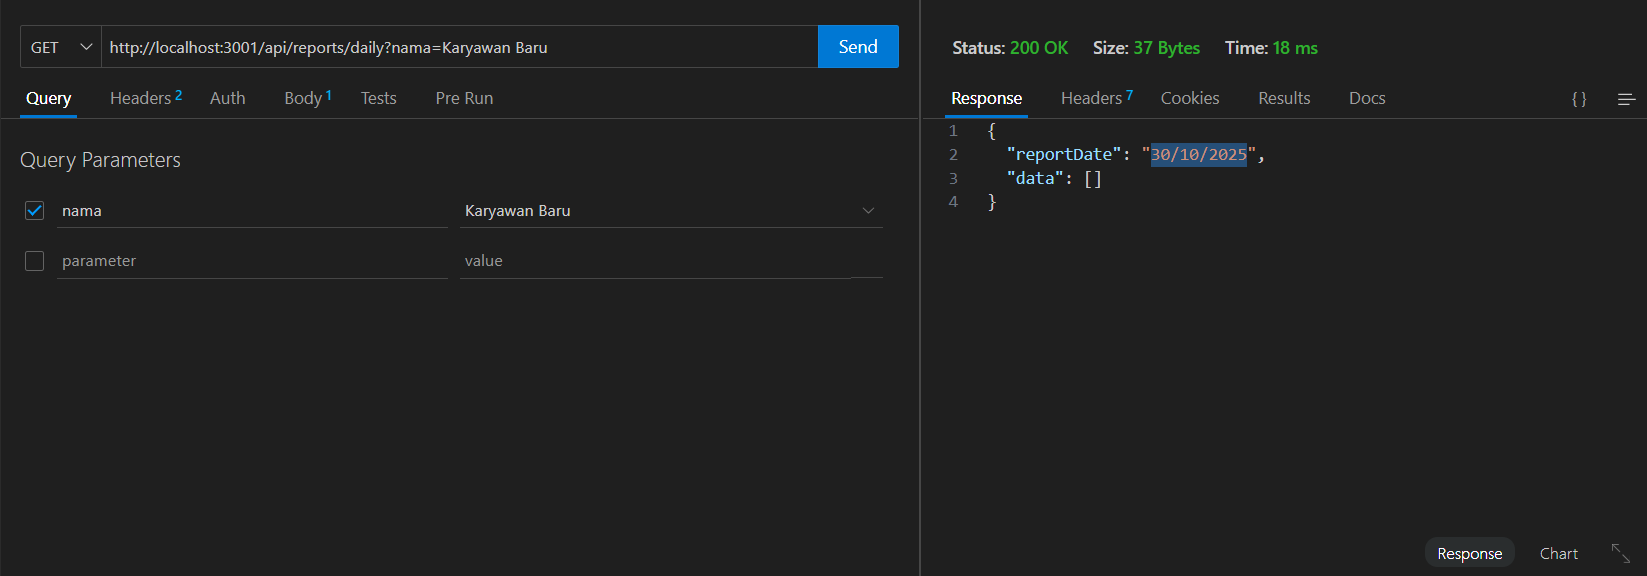 GET http://localhost:3001/api/reports/daily?nama=Karyawan Baru Send
Query Headers 2 Auth Body 1 Tests Pre Run
Query Parameters
nama Karyawan Baru
parameter value
Status: 200 OK Size: 37 Bytes Time: 18 ms
Response Headers 7 Cookies Results Docs {}
1 {
2 "reportDate": "30/10/2025",
3 "data": []
4 }
Response Chart